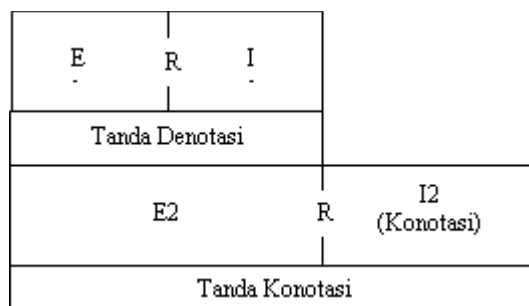 E R I
Tanda Denotasi
E2 R I2
(Konotasi)
Tanda Konotasi